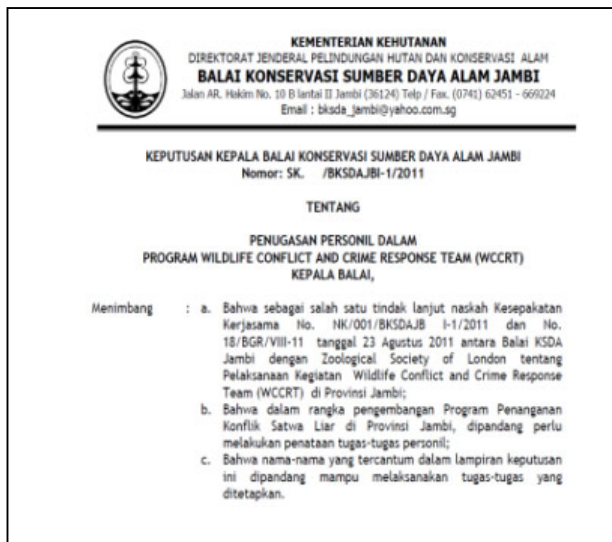 KEMENTERIAN KEHUTANAN
DIREKTORAT JENDERAL PELINDUNGAN HUTAN DAN KONSERVASI ALAM
BALAI KONSERVASI SUMBER DAYA ALAM JAMBI
Jalan AR. Hakim No. 10 B lantai II Jambi (36124) Telp / Fax. (0741) 62451 - 669224
Email : bksda_jambi@yahoo.com.sg
KEPUTUSAN KEPALA BALAI KONSERVASI SUMBER DAYA ALAM JAMBI
Nomor: SK. /BKSDAJBI-1/2011
TENTANG
PENUGASAN PERSONIL DALAM
PROGRAM WILDLIFE CONFLICT AND CRIME RESPONSE TEAM (WCCRT)
KEPALA BALAI,
Menimbang : a. Bahwa sebagai salah satu tindak lanjut naskah Kesepakatan
Kerjasama No. NK/001/BKSDAJB I-1/2011 dan No.
18/BGR/VIII-11 tanggal 23 Agustus 2011 antara Balai KSDA
Jambi dengan Zoological Society of London tentang
Pelaksanaan Kegiatan Wildlife Conflict and Crime Response
Team (WCCRT) di Provinsi Jambi;
b. Bahwa dalam rangka pengembangan Program Penanganan
Konflik Satwa Liar di Provinsi Jambi, dipandang perlu
melakukan penataan tugas-tugas personil;
c. Bahwa nama-nama yang tercantum dalam lampiran keputusan
ini dipandang mampu melaksanakan tugas-tugas yang
ditetapkan.